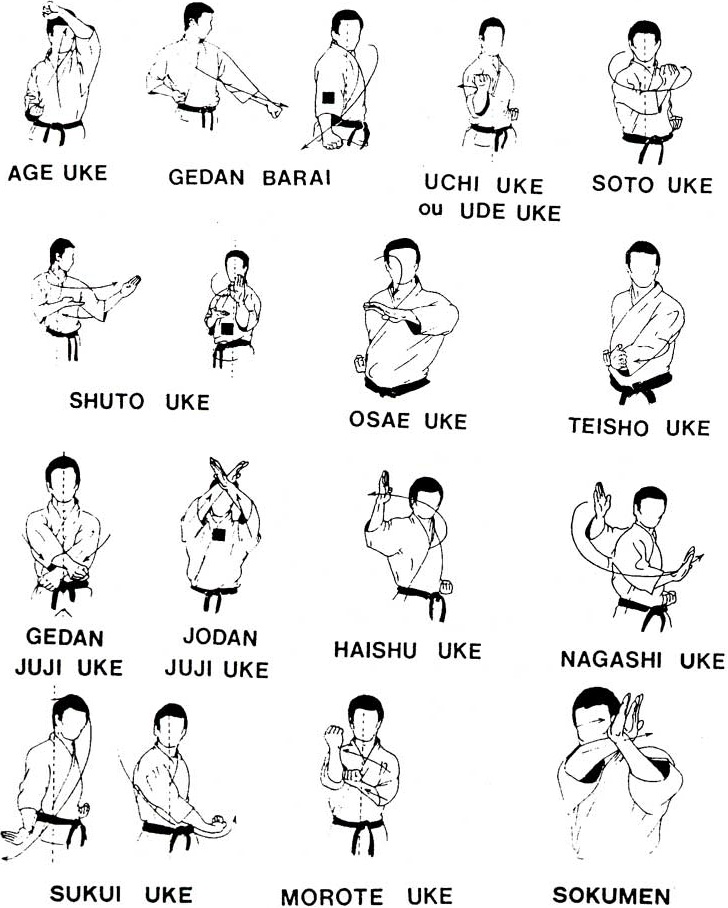 AGE UKE
GEDAN BARAI
UCHI UKE
ou UDE UKE
SOTO UKE
SHUTO UKE
OSAE UKE
TEISHO UKE
GEDAN
JUJI UKE
JODAN
JUJI UKE
HAISHU UKE
NAGASHI UKE
SUKUI UKE
MOROTE UKE
SOKUMEN